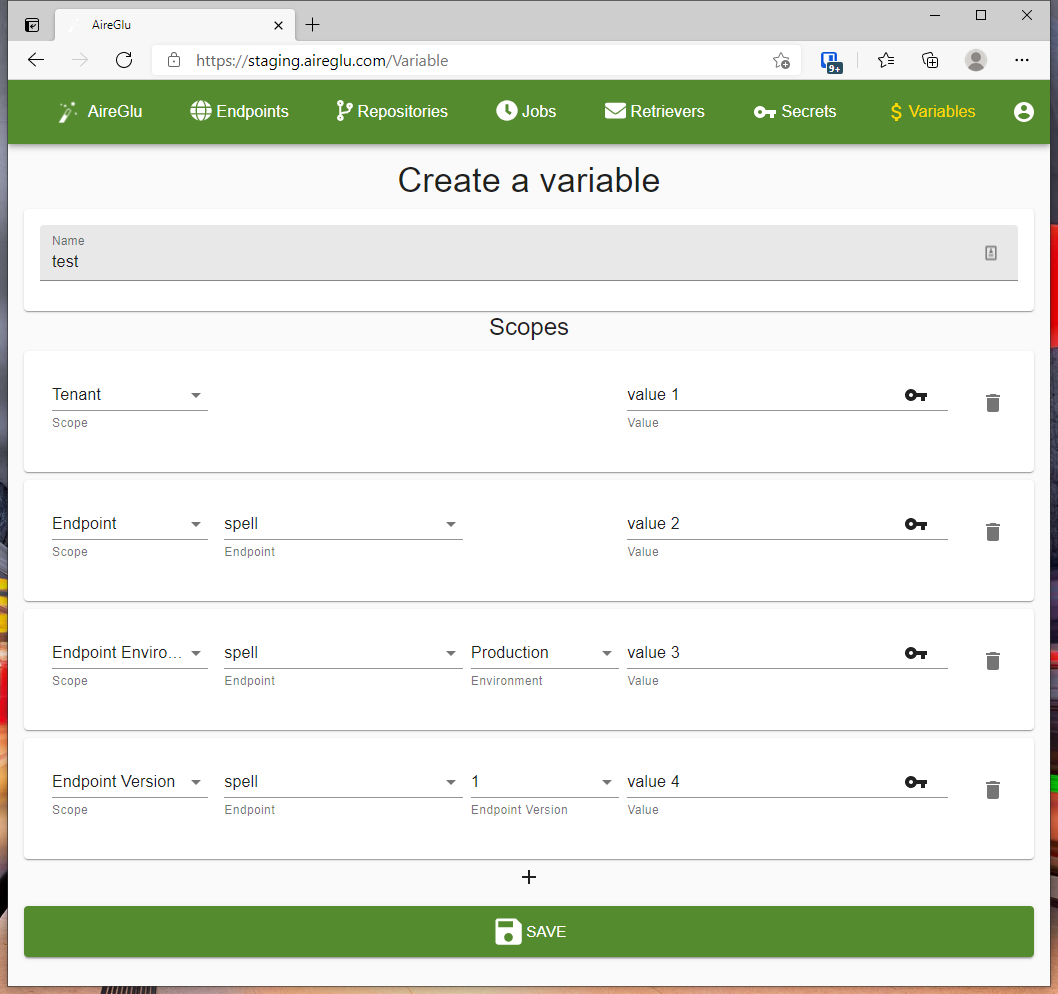 AireGlu
https://staging.aireglu.com/Variable
9+
AireGlu Endpoints Repositories Jobs Retrievers Secrets $ Variables
Create a variable
Name
test
Scopes
Tenant value 1
Scope Value
Endpoint spell value 2
Scope Endpoint Value
Endpoint Enviro... spell Production value 3
Scope Endpoint Environment Value
Endpoint Version spell 1 value 4
Scope Endpoint Endpoint Version Value
+
SAVE